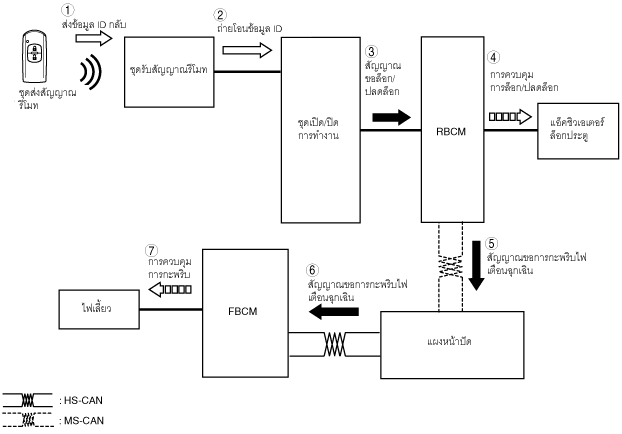 ①
ส่งข้อมูล ID กลับ
②
ถ่ายโอนข้อมูล ID
ชุดส่งสัญญาณ
รีโมท
ชุดรับสัญญาณรีโมท
ชุดเปิด/ปิด
การทำงาน
③
สัญญาณ
ขอล็อก/
ปลดล็อก
RBCM
④
การควบคุม
การล็อก/ปลดล็อก
แอ็คชิวเอเตอร์
ล็อกประตู
⑤
สัญญาณขอการกะพริบไฟ
เตือนฉุกเฉิน
⑥
สัญญาณขอการกะพริบไฟ
เตือนฉุกเฉิน
⑦
การควบคุม
การกะพริบ
ไฟเลี้ยว
FBCM
แผงหน้าปัด
: HS-CAN
: MS-CAN